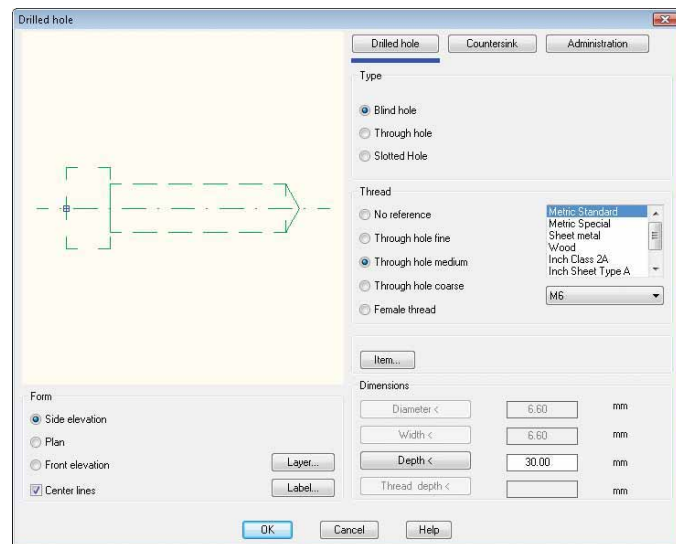 Drilled hole
Drilled hole
Countersink
Administration
Type
Blind hole
Through hole
Slotted Hole
Thread
No reference
Through hole fine
Through hole medium
Through hole coarse
Female thread
Metric Standard
Metric Special
Sheet metal
Wood
Inch Class 2A
Inch Sheet Type A
M6
Item...
Form
Side elevation
Plan
Front elevation
Center lines
Layer...
Label...
Dimensions
Diameter < 6.60 mm
Width < 6.60 mm
Depth < 30.00 mm
Thread depth < mm
OK
Cancel
Help